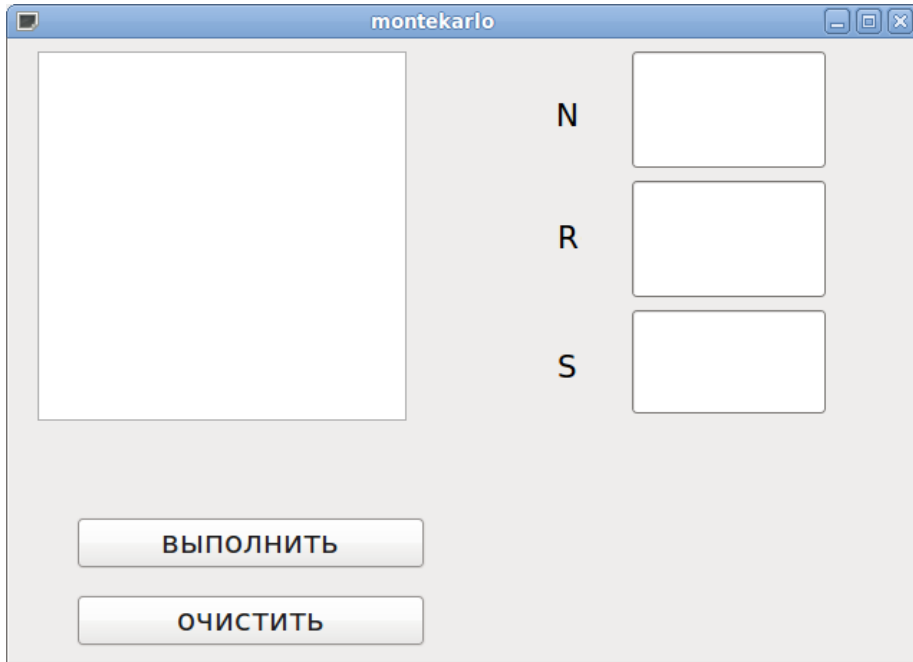 montekarlo
N
R
S
выполнить
очистить